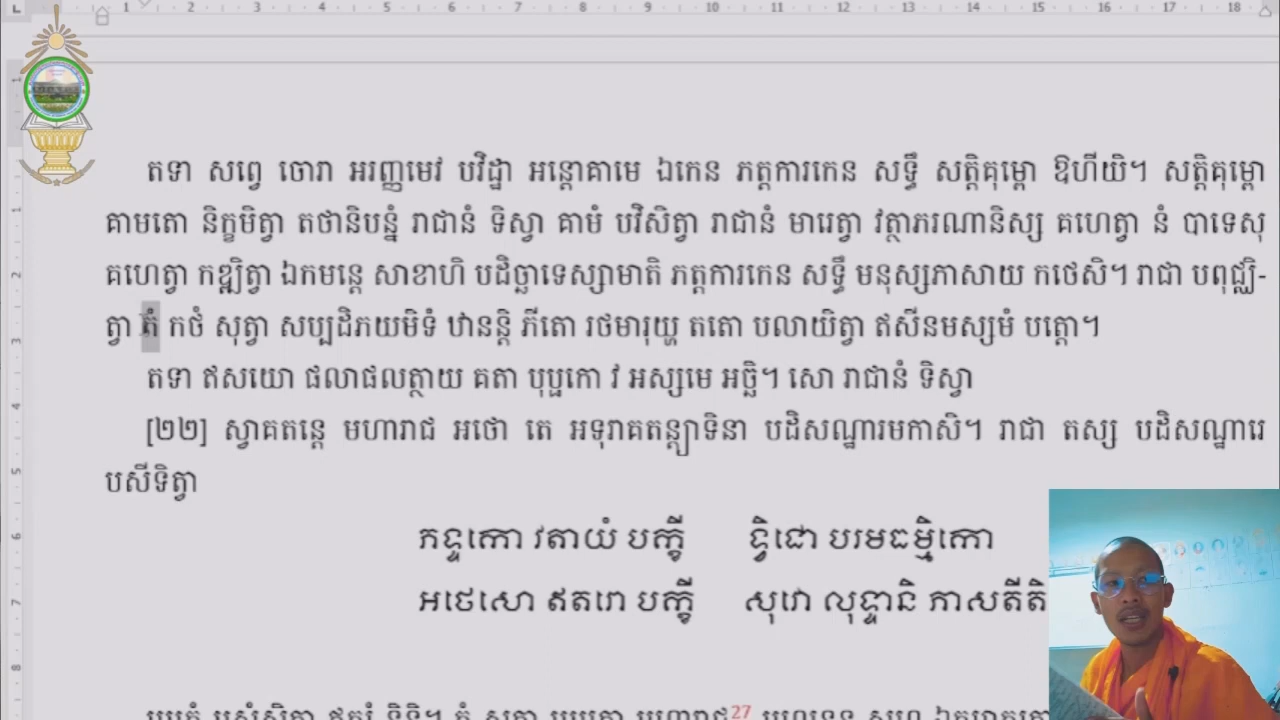 តទា សព្វេ ចោរា អរញ្ញមេវ បវិដ្ឋា អន្តោគាមេ ឯកេន ភត្តការកេន សទ្ធឹ សត្តិគុម្ពោ ឱហីយិ។ សត្តិគុម្ពោ
គាមតោ និក្ខមិត្វា តថានិបន្នំ រាជានំ ទិស្វា គាមំ បវិសិត្វា រាជានំ មារេត្វា វត្ថាភរណានិស្ស គហេត្វា នំ បាទេសុ
គហេត្វា កឌ្ឍិត្វា ឯកមន្តេ សាខាហិ បដិច្ឆាទេស្សាមាតិ ភត្តការកេន សទ្ធឹ មនុស្សភាសាយ កថេសិ។ រាជា បពុជ្ឈិ-
ត្វា តំ កថំ សុត្វា សប្បដិភយមិទំ ឋានន្តិ ភីតោ រថមារុយ្ហ តតោ បលាយិត្វា ឥសីនមស្សមំ បត្តោ។
តទា ឥសយោ ផលាផលត្ថាយ គតា បុប្ផកោ វ អស្សមេ អច្ឆិ។ សោ រាជានំ ទិស្វា
[២២] ស្វាគតន្តេ មហារាជ អថោ តេ អទុរាគតន្ត្យាទិនា បដិសណ្ឋារមកាសិ។ រាជា តស្ស បដិសណ្ឋារេ
បសីទិត្វា
ភទ្ទកោ វតាយំ បក្ខី ទ្វិជោ បរមធម្មិកោ
អថេសោ ឥតរោ បក្ខី សុវោ លុទ្ទានិ ភាសតីតិ
27